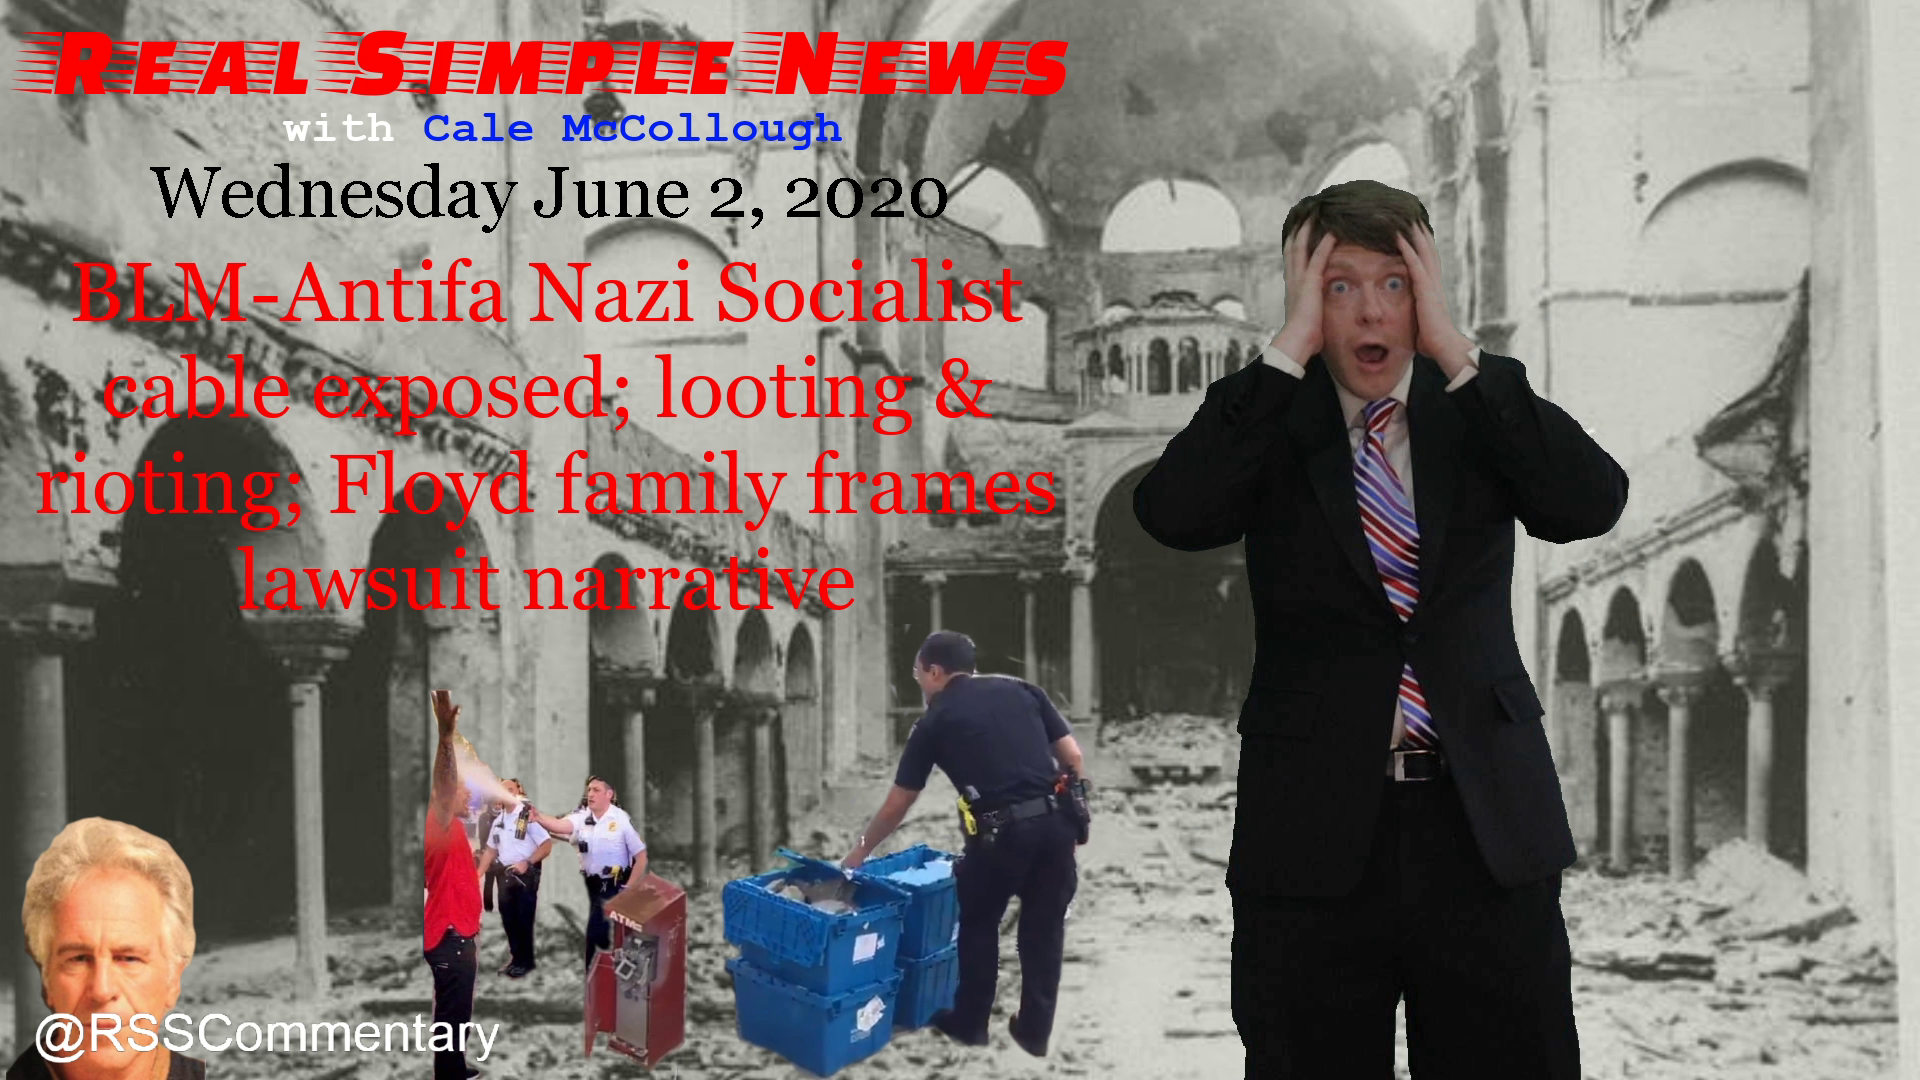 Real Simple News
with Cale McCollough
Wednesday June 2, 2020
BLM-Antifa Nazi Socialist
cable exposed; looting &
rioting; Floyd family frames
lawsuit narrative
ATM
@RSSCommentary